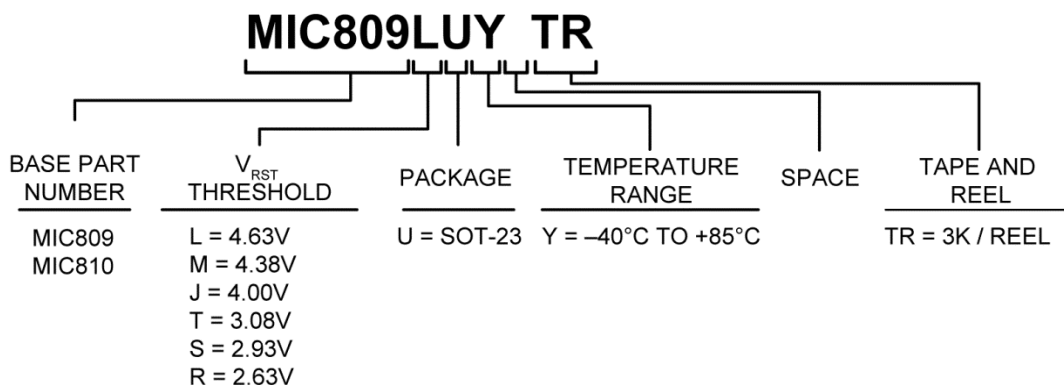 MIC809LUY TR
BASE PART
NUMBER
MIC809
MIC810
VRST
THRESHOLD
L = 4.63V
M = 4.38V
J = 4.00V
T = 3.08V
S = 2.93V
R = 2.63V
PACKAGE
U = SOT-23
TEMPERATURE
RANGE
Y = –40°C TO +85°C
SPACE
TAPE AND
REEL
TR = 3K / REEL